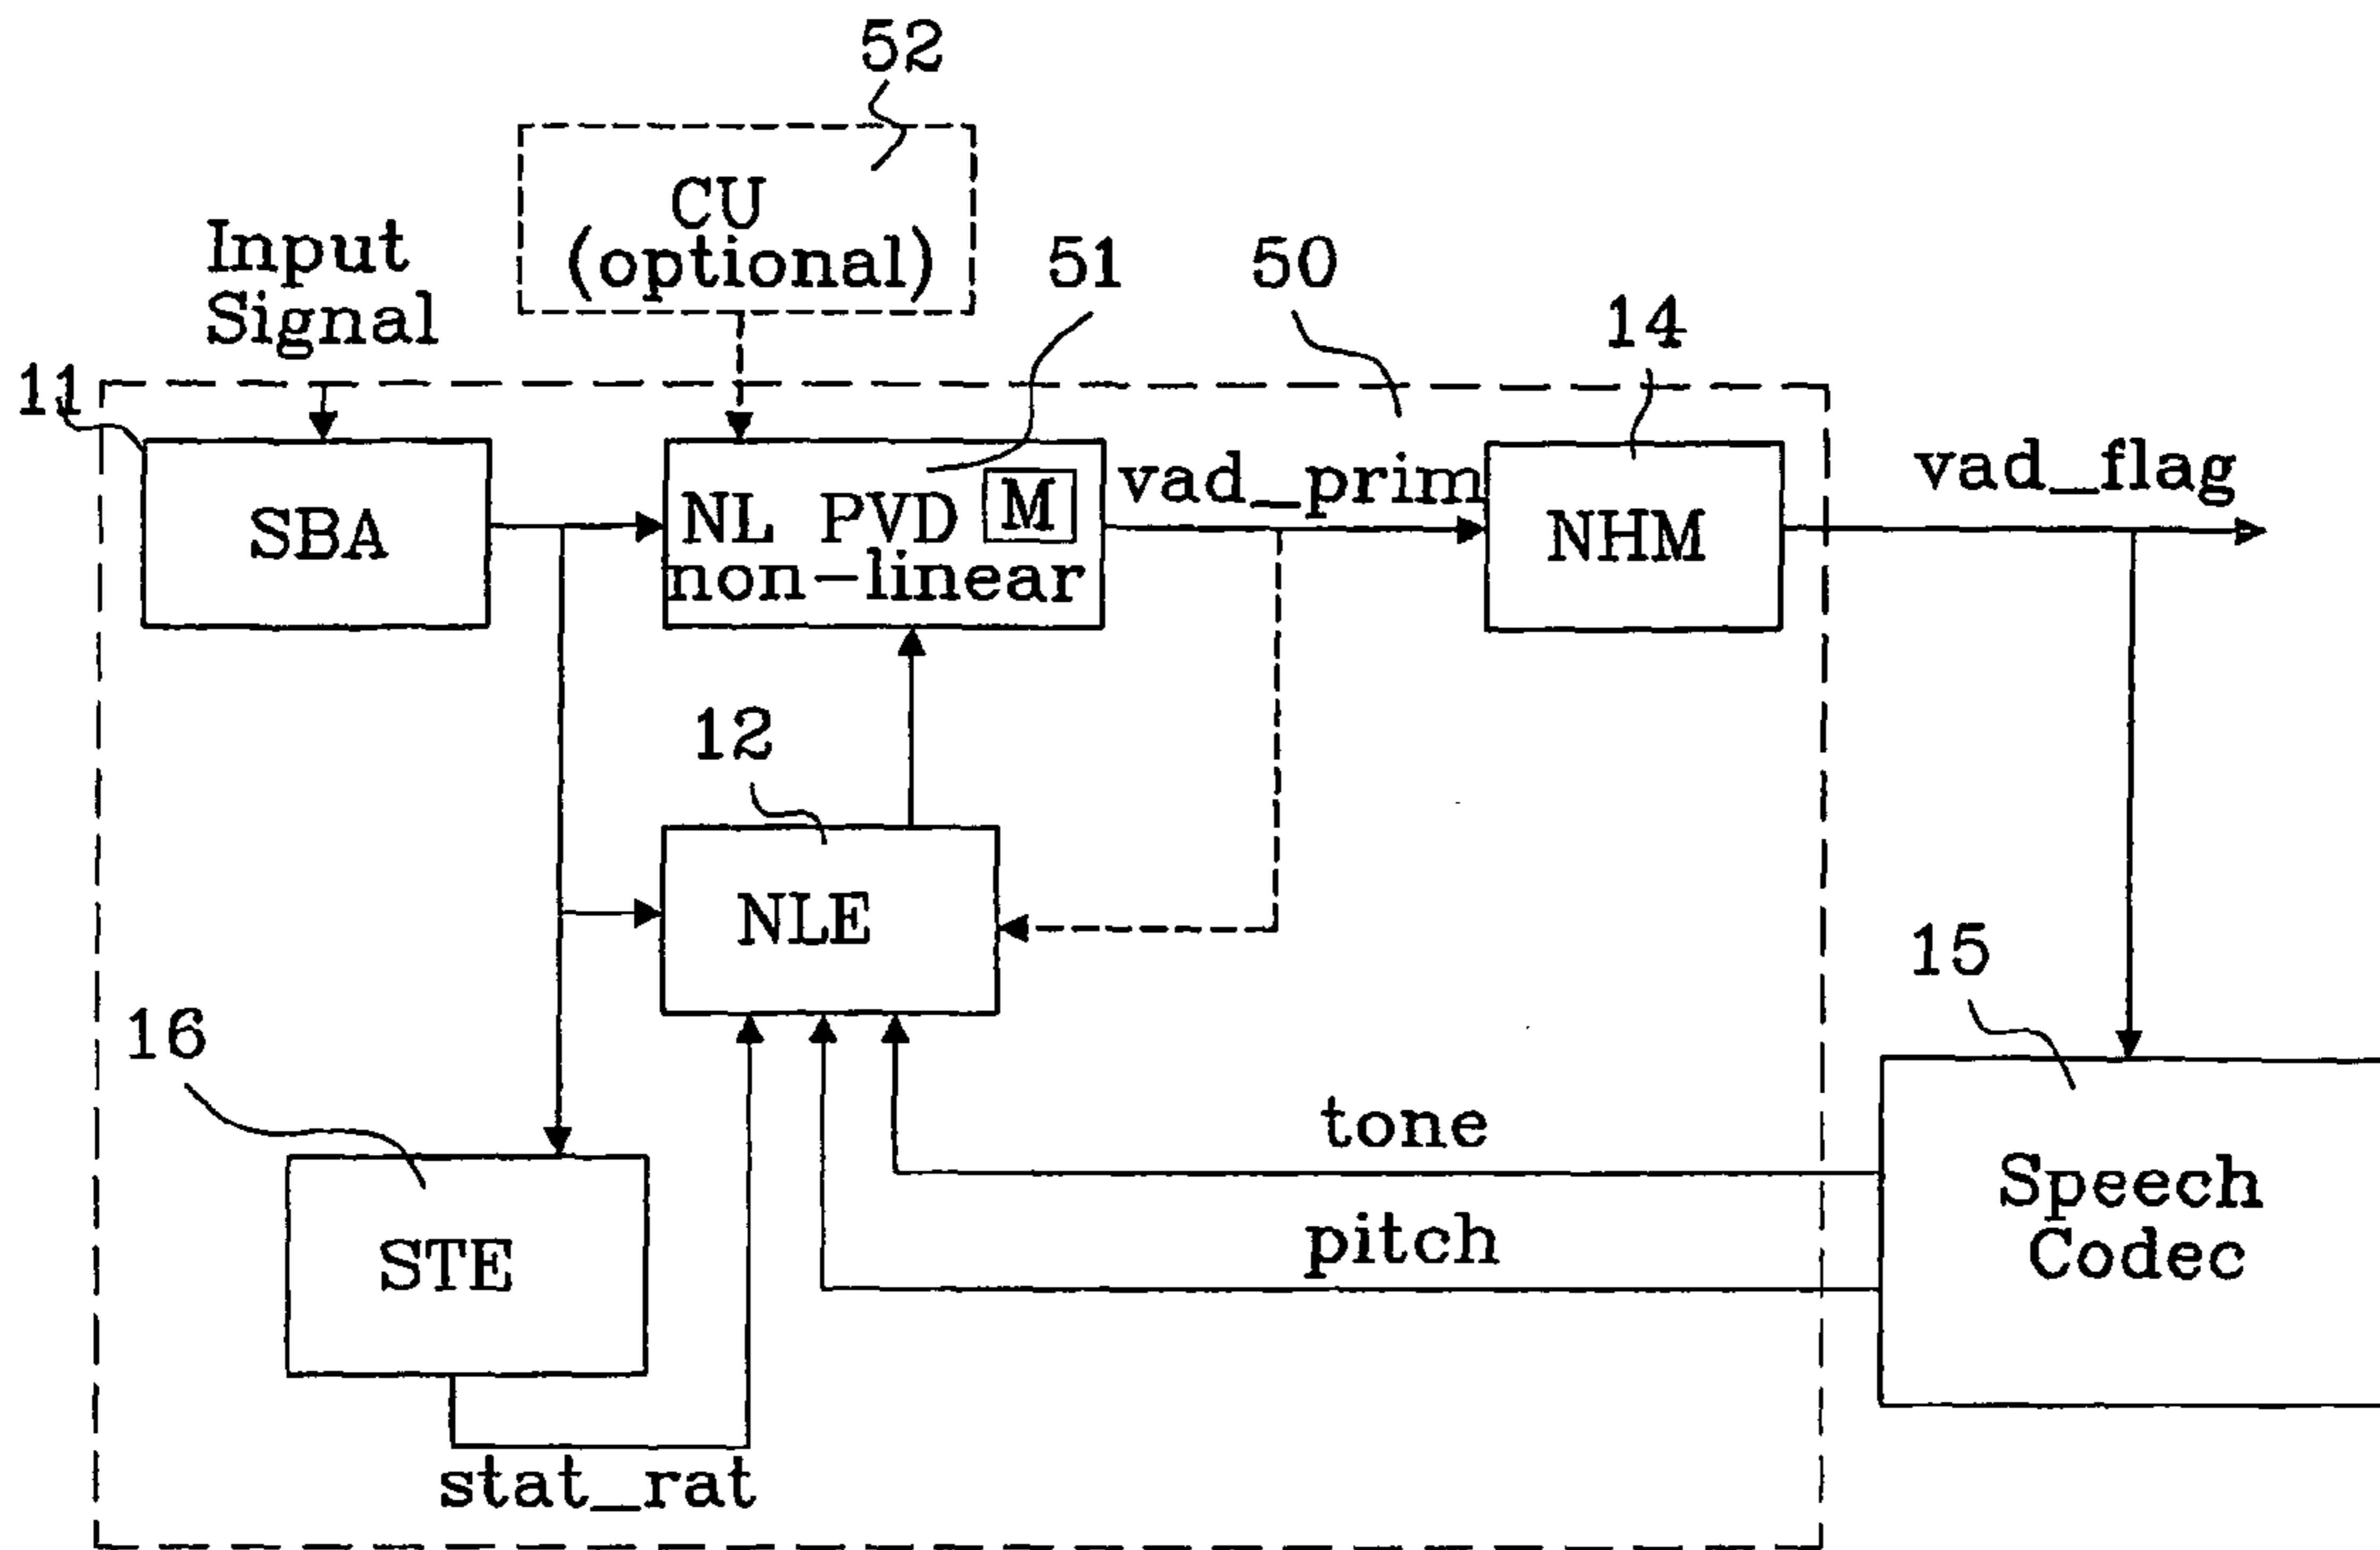 52
CU
(optional)
Input
Signal
51
50
14
11
SBA
NL PVD M
non-linear
vad_prim
NHM
vad_flag
12
NLE
15
16
tone
STE
Speech
Codec
pitch
stat_rat